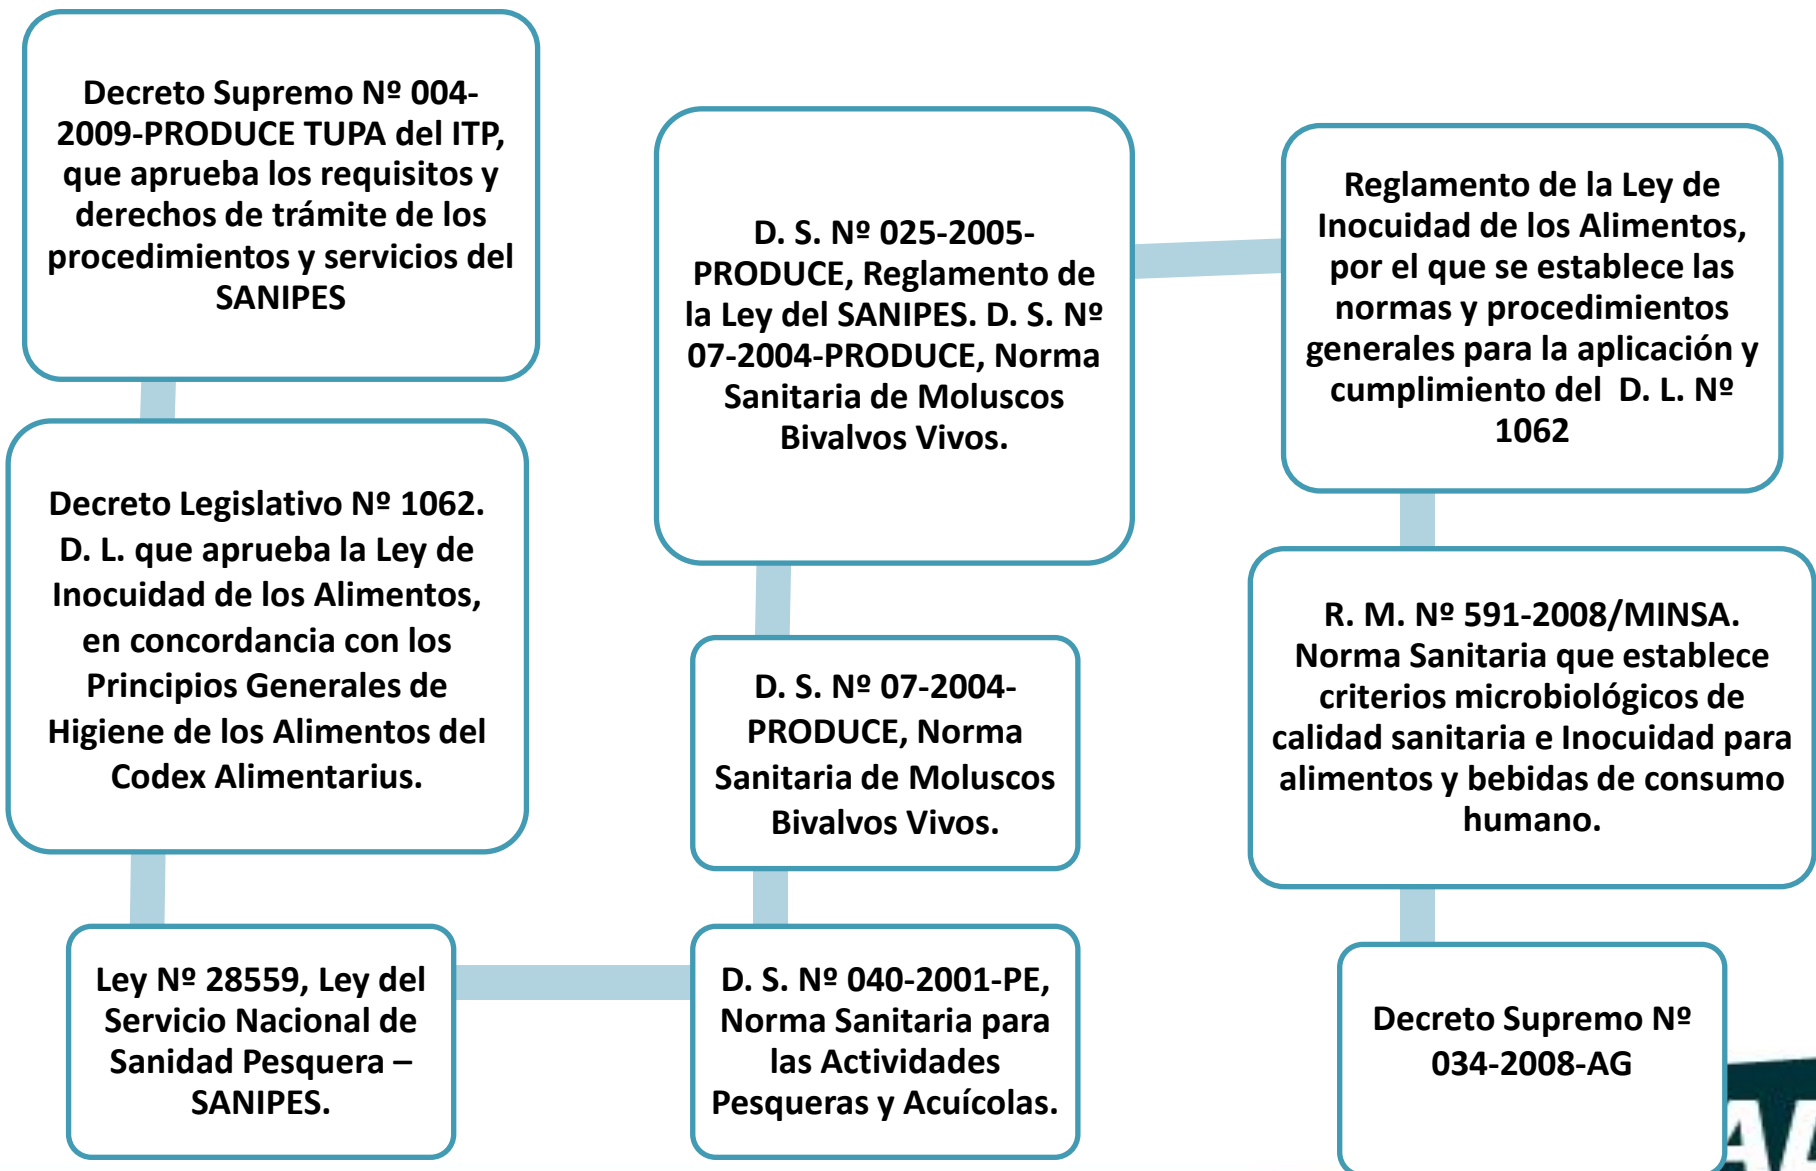 Decreto Supremo Nº 004-
2009-PRODUCE TUPA del ITP,
que aprueba los requisitos y
derechos de trámite de los
procedimientos y servicios del
SANIPES
Decreto Legislativo Nº 1062.
D. L. que aprueba la Ley de
Inocuidad de los Alimentos,
en concordancia con los
Principios Generales de
Higiene de los Alimentos del
Codex Alimentarius.
Ley Nº 28559, Ley del
Servicio Nacional de
Sanidad Pesquera –
SANIPES.
D. S. Nº 040-2001-PE,
Norma Sanitaria para
las Actividades
Pesqueras y Acuícolas.
D. S. Nº 07-2004-
PRODUCE, Norma
Sanitaria de Moluscos
Bivalvos Vivos.
D. S. Nº 025-2005-
PRODUCE, Reglamento de
la Ley del SANIPES. D. S. Nº
07-2004-PRODUCE, Norma
Sanitaria de Moluscos
Bivalvos Vivos.
Reglamento de la Ley de
Inocuidad de los Alimentos,
por el que se establece las
normas y procedimientos
generales para la aplicación y
cumplimiento del  D. L. Nº
1062
R. M. Nº 591-2008/MINSA.
Norma Sanitaria que establece
criterios microbiológicos de
calidad sanitaria e Inocuidad para
alimentos y bebidas de consumo
humano.
Decreto Supremo Nº
034-2008-AG